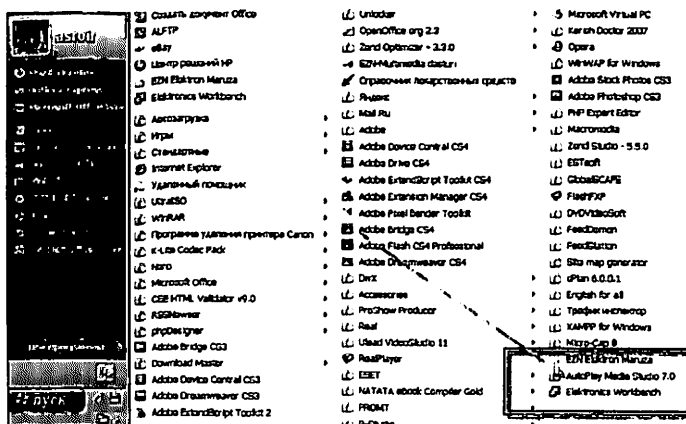 astroit
Создать документ Office
ALFTP
eBay
Центр решений HP
EZN Elektron Maruza
Elektronics Workbench
Автозагрузка
Игры
Стандартные
Internet Explorer
Удаленный помощник
UltraISO
WinRAR
Программа удаления принтера Canon
K-Lite Codec Pack
Nero
Microsoft Office
CSE HTML Validator v9.0
RSSNewser
phpDesigner
Adobe Bridge CS3
Download Master
Adobe Device Central CS3
Adobe Dreamweaver CS3
Adobe ExtendScript Toolkit 2
пуск
Unlocker
OpenOffice.org 2.3
Zend Optimizer - 3.3.0
EZN-Multimedia dasturi
Справочник лекарственных средств
Яндекс
Mail.Ru
Adobe
Adobe Device Central CS4
Adobe Drive CS4
Adobe ExtendScript Toolkit CS4
Adobe Extension Manager CS4
Adobe Pixel Bender Toolkit
Adobe Bridge CS4
Adobe Flash CS4 Professional
Adobe Dreamweaver CS4
DivX
Accessories
ProShow Producer
Real
Ulead VideoStudio 11
RealPlayer
ESET
NATATA eBook Compiler Gold
PROMT
R-Studio
Microsoft Virtual PC
Kerish Doctor 2007
Opera
WinWAP for Windows
Adobe Stock Photos CS3
Adobe Photoshop CS3
PHP Expert Editor
Macromedia
Zend Studio - 5.5.0
ESTsoft
GlobalSCAPE
FlashFXP
DVDVideoSoft
FeedDemon
FeedStation
Site map generator
dPlan 6.0.0.1
English for all
Трафик инспектор
XAMPP for Windows
Micro-Cap 8
EZN Elektron Maruza
AutoPlay Media Studio 7.0
Elektronics Workbench